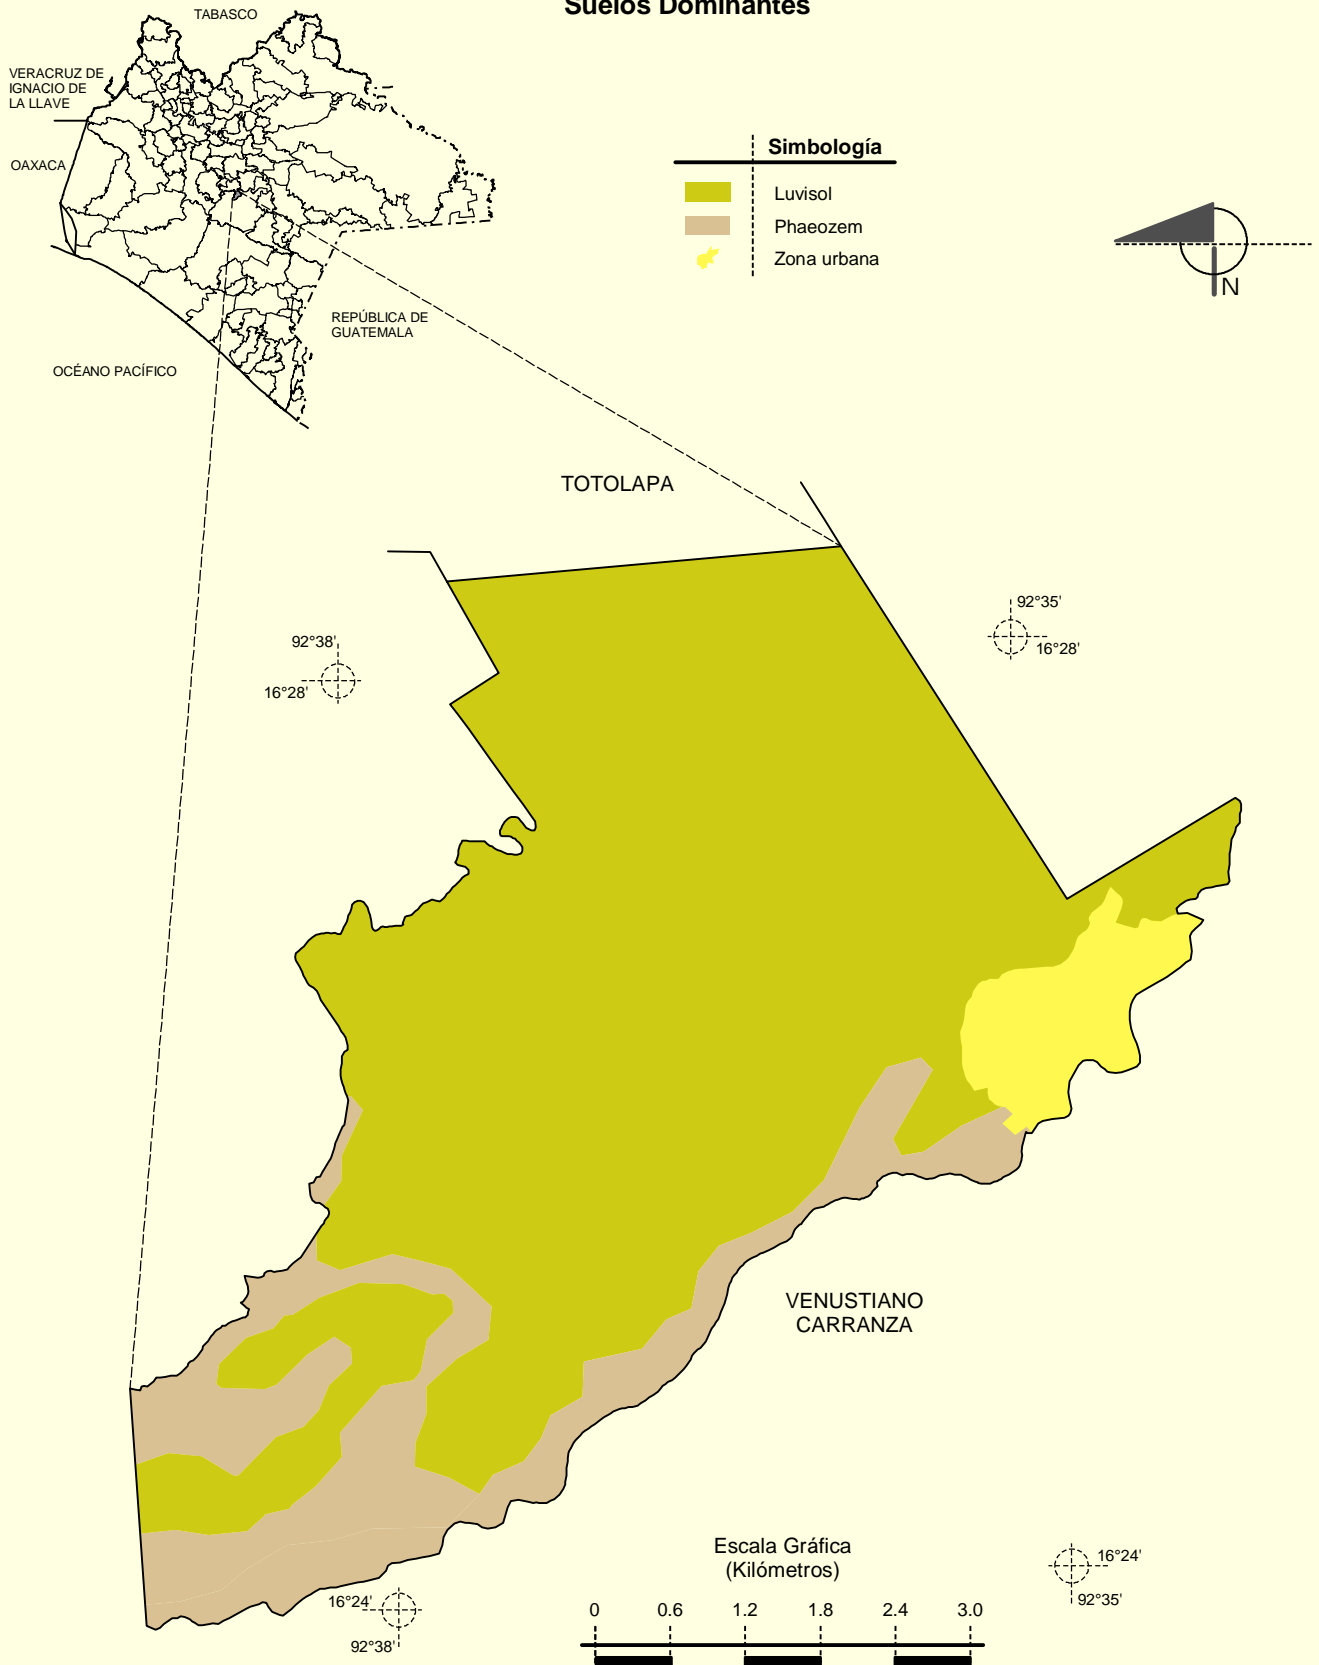 Suelos Dominantes
TABASCO
VERACRUZ DE
IGNACIO DE
LA LLAVE
OAXACA
REPÚBLICA DE
GUATEMALA
OCÉANO PACÍFICO
Simbología
Luvisol
Phaeozem
Zona urbana
N
TOTOLAPA
92°38'
16°28'
92°35'
16°28'
VENUSTIANO
CARRANZA
Escala Gráfica
(Kilómetros)
0 0.6 1.2 1.8 2.4 3.0
16°24'
92°38'
16°24'
92°35'